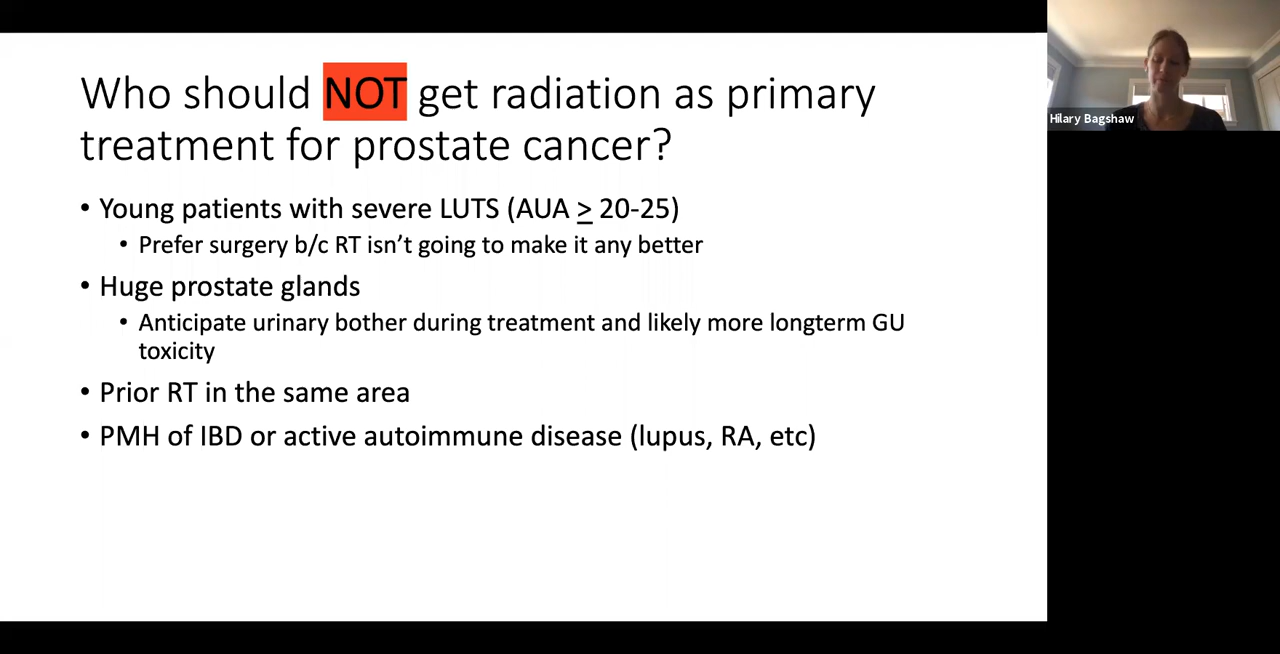 Who should NOT get radiation as primary
treatment for prostate cancer?
• Young patients with severe LUTS (AUA ≥ 20-25)
• Prefer surgery b/c RT isn't going to make it any better
• Huge prostate glands
• Anticipate urinary bother during treatment and likely more longterm GU
toxicity
• Prior RT in the same area
• PMH of IBD or active autoimmune disease (lupus, RA, etc)
Hilary Bagshaw